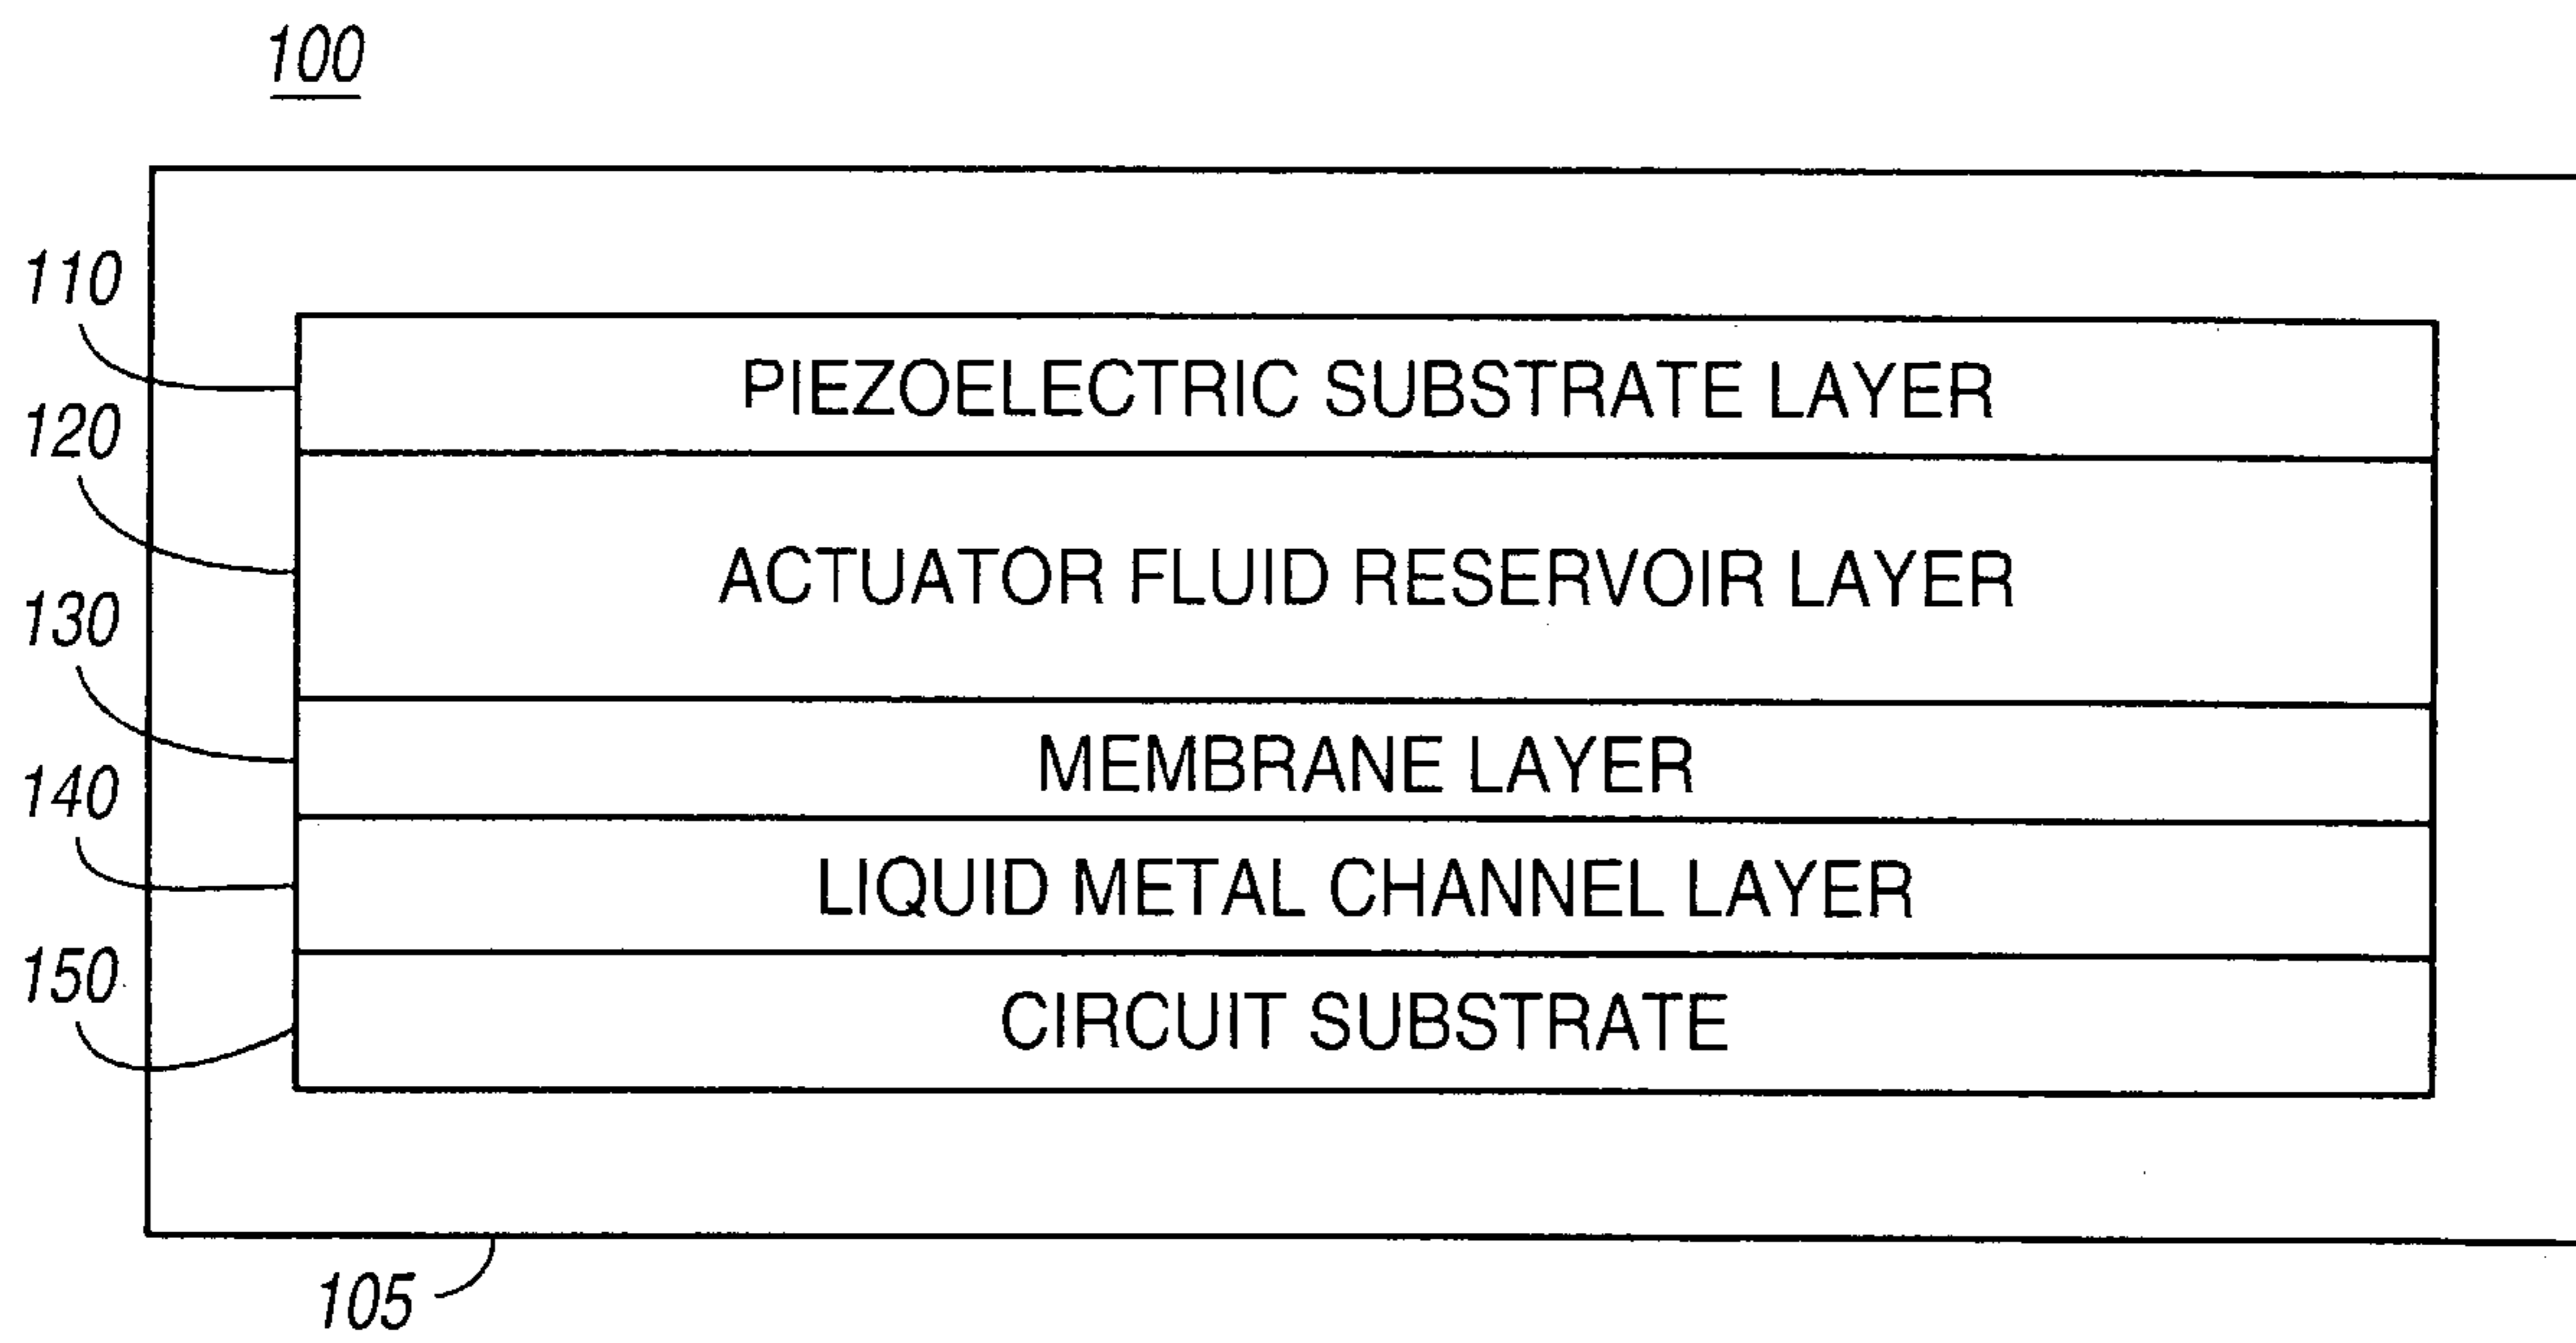 100
110
PIEZOELECTRIC SUBSTRATE LAYER
120
ACTUATOR FLUID RESERVOIR LAYER
130
MEMBRANE LAYER
140
LIQUID METAL CHANNEL LAYER
150
CIRCUIT SUBSTRATE
105